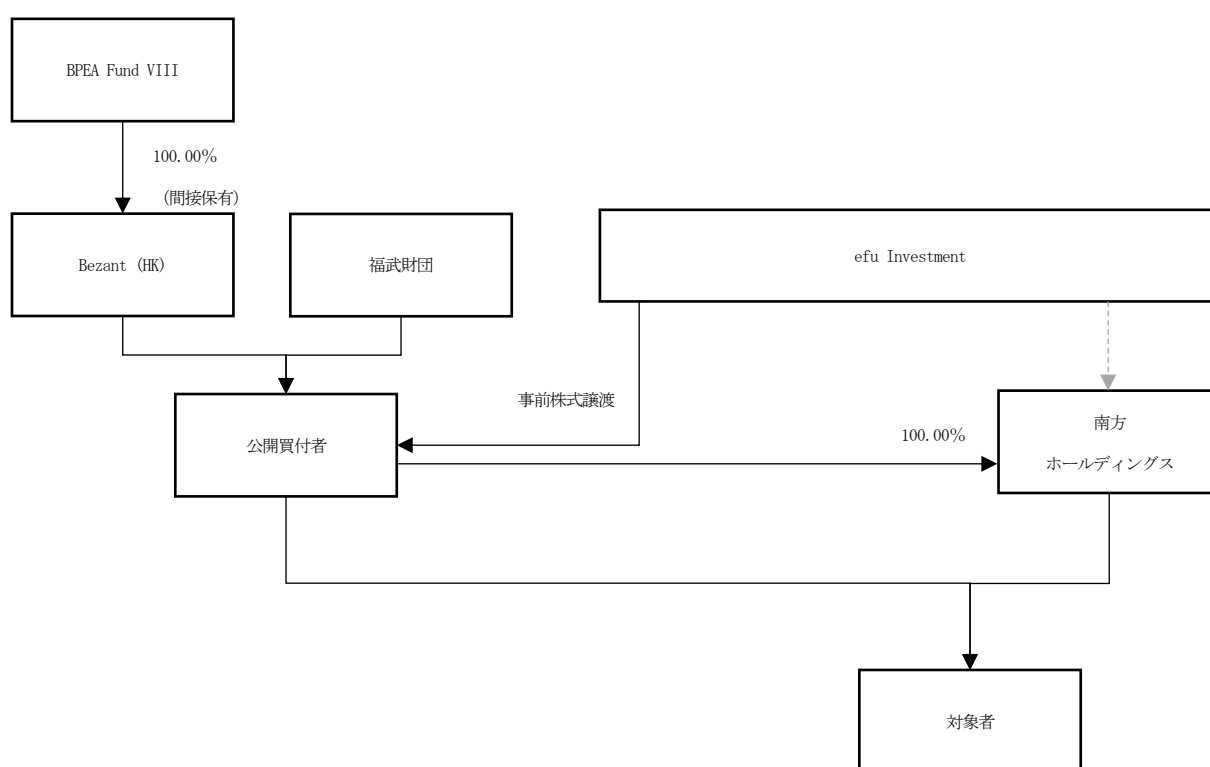 BPEA Fund VIII
100.00%
(間接保有)
Bezant (HK)
福武財団
efu Investment
事前株式譲渡
公開買付者
100.00%
南方
ホールディングス
対象者